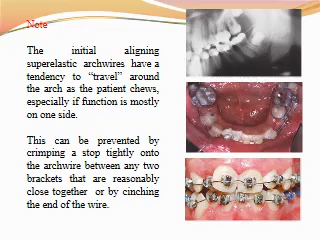 Note
The initial aligning
superelastic archwires have a
tendency to “travel” around
the arch as the patient chews,
especially if function is mostly
on one side.
This can be prevented by
crimping a stop tightly onto
the archwire between any two
brackets that are reasonably
close together or by cinching
the end of the wire.